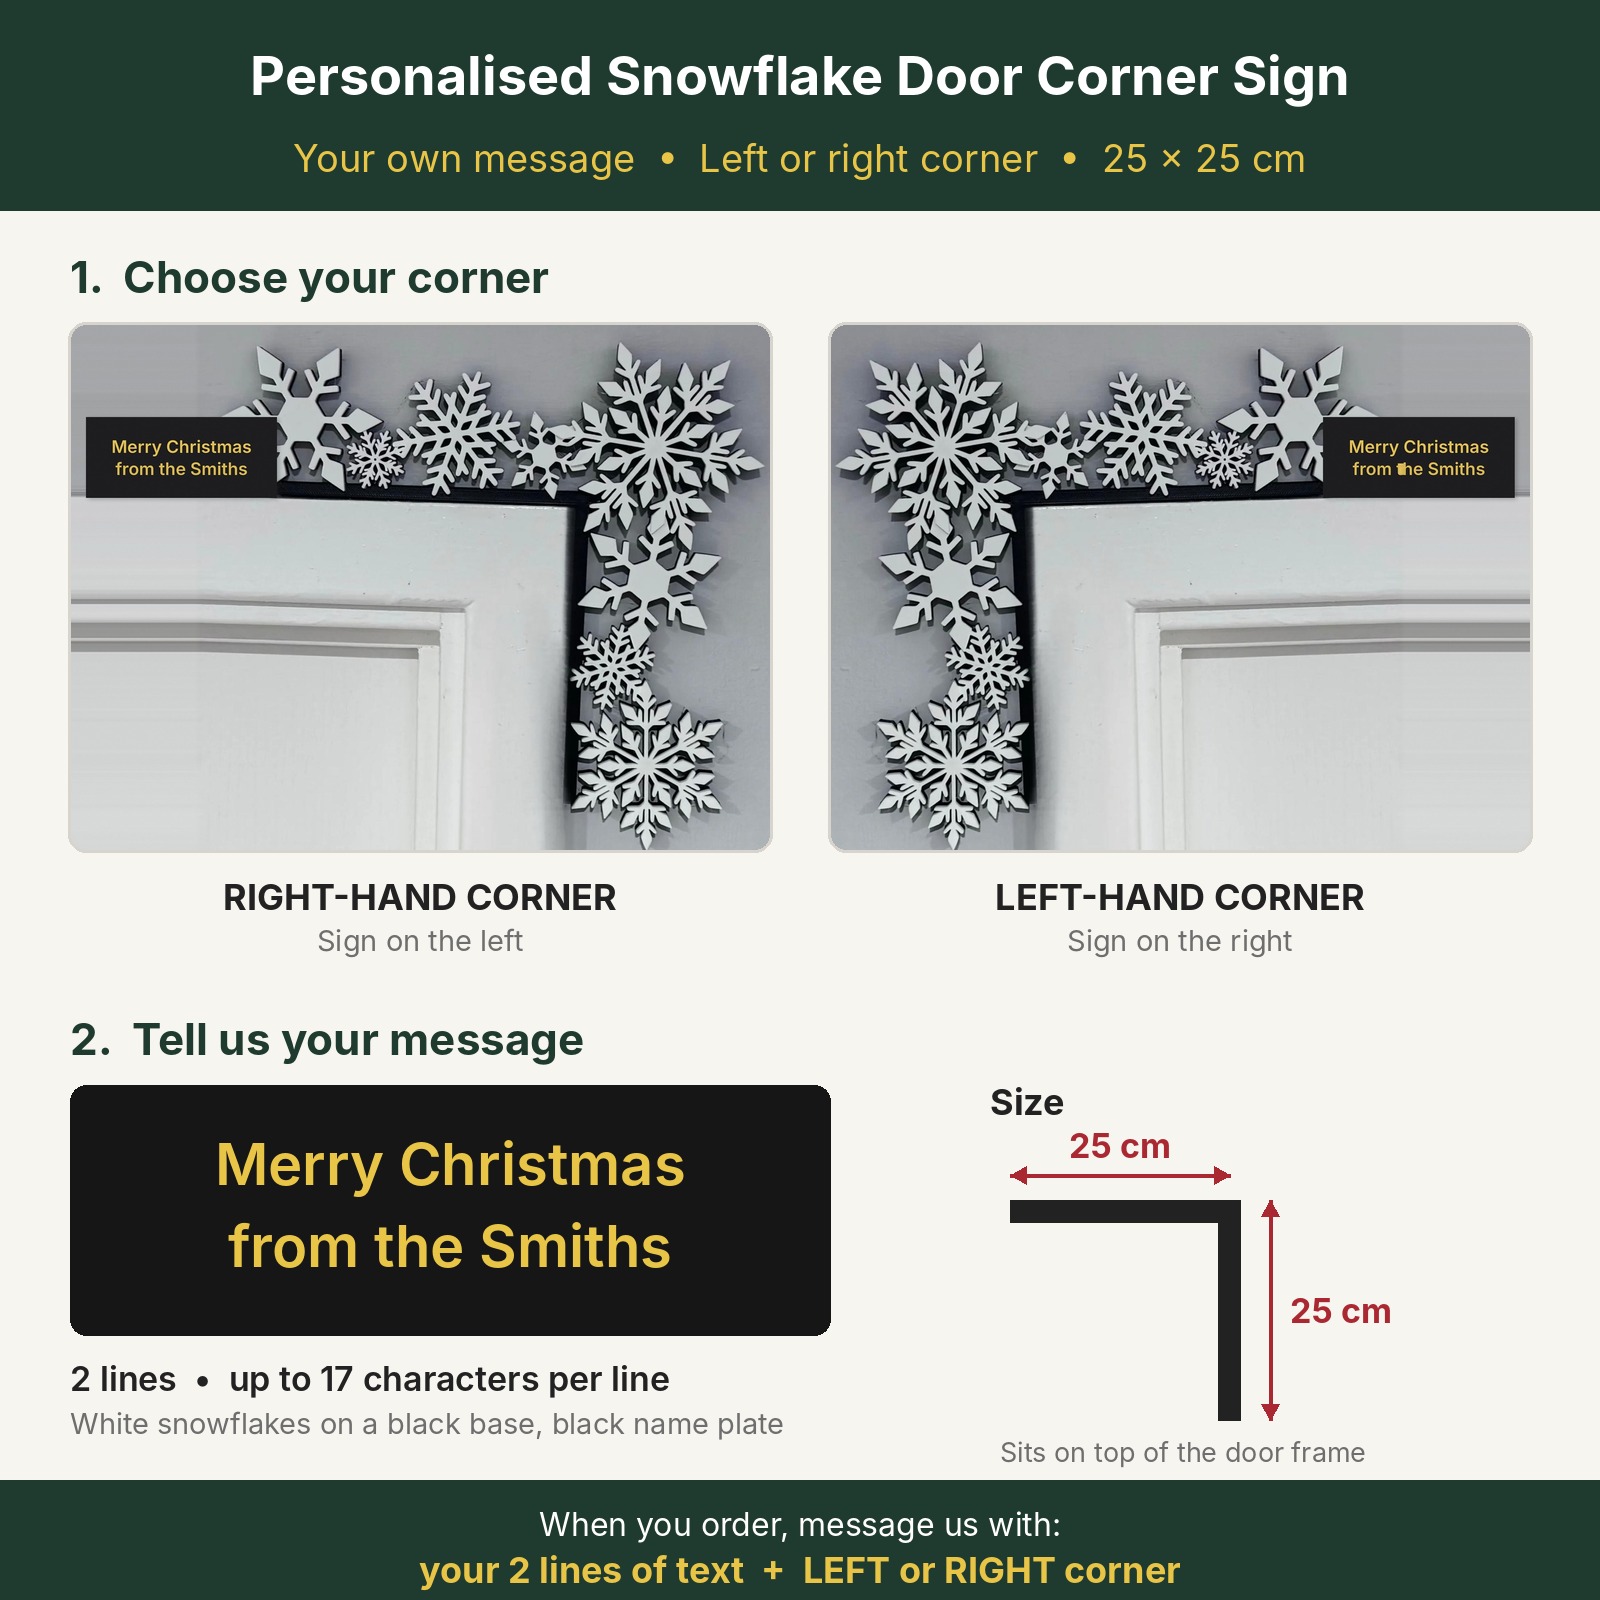 Personalised Snowflake Door Corner Sign
Your own message • Left or right corner • 25 × 25 cm
1. Choose your corner
Merry Christmas
from the Smiths
Merry Christmas
from the Smiths
RIGHT-HAND CORNER
Sign on the left
LEFT-HAND CORNER
Sign on the right
2. Tell us your message
Merry Christmas
from the Smiths
2 lines • up to 17 characters per line
White snowflakes on a black base, black name plate
Size
25 cm
25 cm
Sits on top of the door frame
When you order, message us with:
your 2 lines of text + LEFT or RIGHT corner